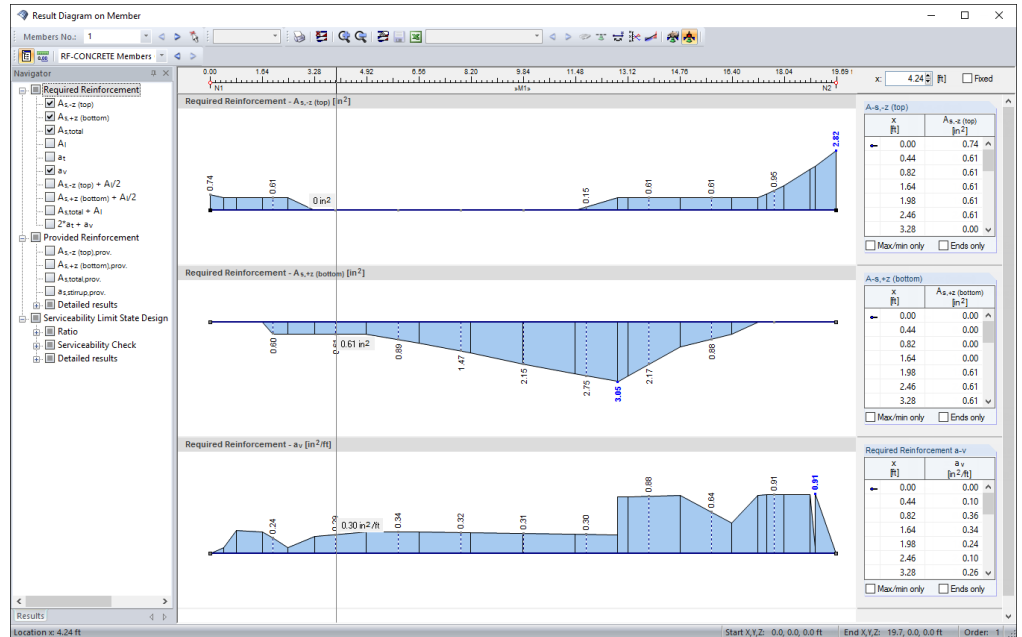 Result Diagram on Member
Members No.: 1
RF-CONCRETE Members
Navigator
Required Reinforcement
As,-z (top)
As,+z (bottom)
As,total
Al
at
av
As,-z (top) + Al/2
As,+z (bottom) + Al/2
As,total + Al
2*at + av
Provided Reinforcement
As,-z (top),prov.
As,+z (bottom),prov.
As,total,prov.
as,stirrup,prov.
Detailed results
Serviceability Limit State Design
Ratio
Serviceability Check
Detailed results
Results
0.00 1.64 3.28 4.92 6.56 8.20 9.84 11.48 13.12 14.76 16.40 18.04 19.69
N1 »M1« N2
x: 4.24 [ft] Fixed
Required Reinforcement - As,-z (top) [in2]
0.74 0.61 0 in2 0.15 0.61 0.61 0.95 2.82
Required Reinforcement - As,+z (bottom) [in2]
0.60 0.61 in2 0.89 1.47 2.15 2.75 3.05 2.17 0.88
Required Reinforcement - av [in2/ft]
0.24 0.30 in2/ft 0.34 0.32 0.31 0.30 0.88 0.64 0.91 0.91
A-s,-z (top)
x As,-z (top)
[ft] [in2]
0.00 0.74
0.44 0.61
0.82 0.61
1.64 0.61
1.98 0.61
2.46 0.61
3.28 0.00
Max/min only Ends only
A-s,+z (bottom)
x As,+z (bottom)
[ft] [in2]
0.00 0.00
0.44 0.00
0.82 0.00
1.64 0.00
1.98 0.61
2.46 0.61
3.28 0.61
Max/min only Ends only
Required Reinforcement a-v
x av
[ft] [in2/ft]
0.00 0.00
0.44 0.10
0.82 0.36
1.64 0.34
1.98 0.24
2.46 0.10
3.28 0.26
Max/min only Ends only
Location x: 4.24 ft Start X,Y,Z: 0.0, 0.0, 0.0 ft End X,Y,Z: 19.7, 0.0, 0.0 ft Order: 1